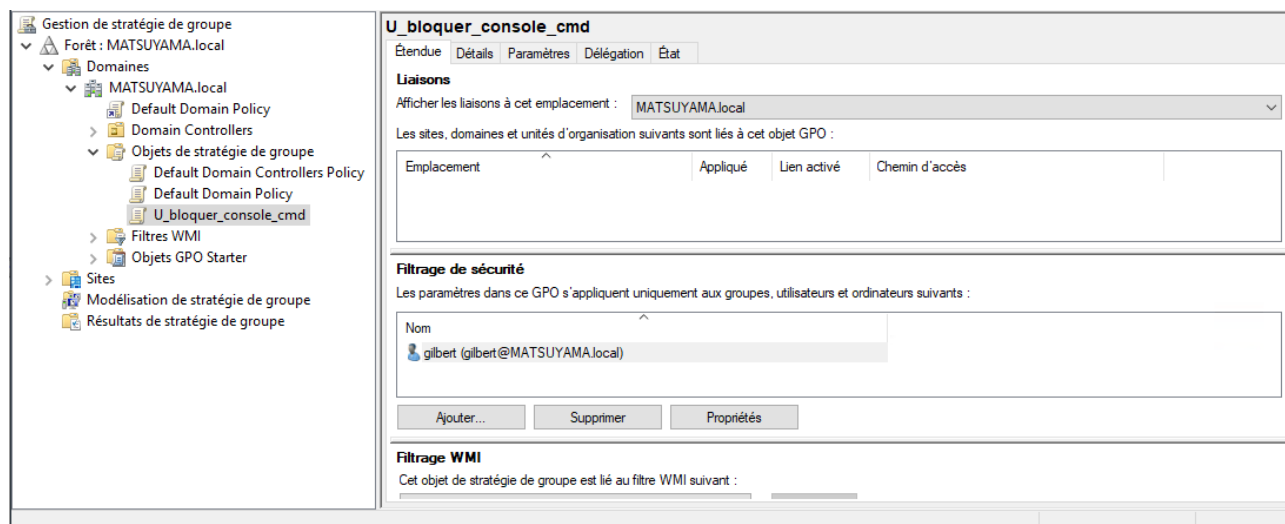 Gestion de stratégie de groupe
Forêt : MATSUYAMA.local
Domaines
MATSUYAMA.local
Default Domain Policy
Domain Controllers
Objets de stratégie de groupe
Default Domain Controllers Policy
Default Domain Policy
U_bloquer_console_cmd
Filtres WMI
Objets GPO Starter
Sites
Modélisation de stratégie de groupe
Résultats de stratégie de groupe
U_bloquer_console_cmd
Étendue Détails Paramètres Délégation État
Liaisons
Afficher les liaisons à cet emplacement : MATSUYAMA.local
Les sites, domaines et unités d'organisation suivants sont liés à cet objet GPO :
Emplacement Appliqué Lien activé Chemin d'accès
Filtrage de sécurité
Les paramètres dans ce GPO s'appliquent uniquement aux groupes, utilisateurs et ordinateurs suivants :
Nom
gilbert (gilbert@MATSUYAMA.local)
Ajouter... Supprimer Propriétés
Filtrage WMI
Cet objet de stratégie de groupe est lié au filtre WMI suivant :